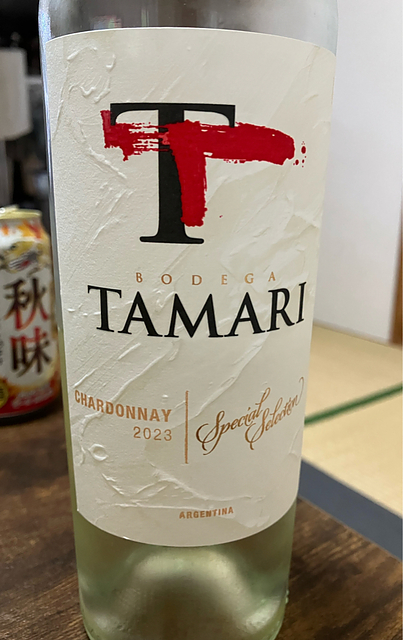 T
BODEGA
TAMARI
CHARDONNAY
2023
Special
Selection
ARGENTINA
秋
味